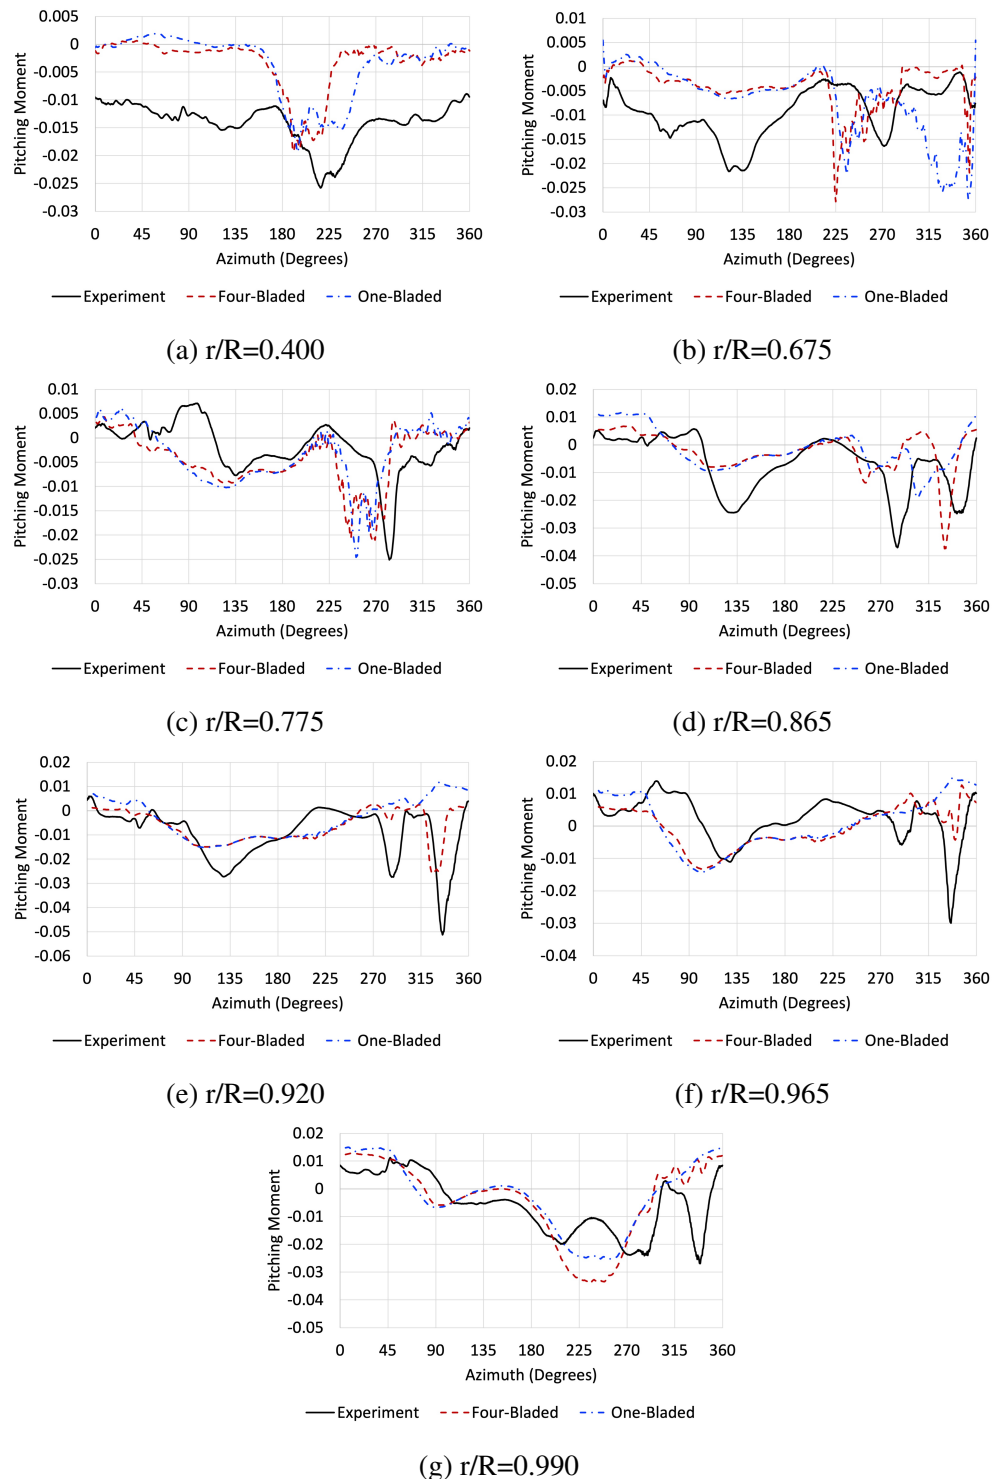 0.005
0
-0.005
-0.01
-0.015
-0.02
-0.025
-0.03
Pitching Moment
0 45 90 135 180 225 270 315 360
Azimuth (Degrees)
Experiment Four-Bladed One-Bladed
(a) r/R=0.400
0.01
0.005
0
-0.005
-0.01
-0.015
-0.02
-0.025
-0.03
Pitching Moment
0 45 90 135 180 225 270 315 360
Azimuth (Degrees)
Experiment Four-Bladed One-Bladed
(b) r/R=0.675
0.01
0.005
0
-0.005
-0.01
-0.015
-0.02
-0.025
-0.03
Pitching Moment
0 45 90 135 180 225 270 315 360
Azimuth (Degrees)
Experiment Four-Bladed One-Bladed
(c) r/R=0.775
0.02
0.01
0
-0.01
-0.02
-0.03
-0.04
-0.05
Pitching Moment
0 45 90 135 180 225 270 315 360
Azimuth (Degrees)
Experiment Four-Bladed One-Bladed
(d) r/R=0.865
0.02
0.01
0
-0.01
-0.02
-0.03
-0.04
-0.05
-0.06
Pitching Moment
0 45 90 135 180 225 270 315 360
Azimuth (Degrees)
Experiment Four-Bladed One-Bladed
(e) r/R=0.920
0.02
0.01
0
-0.01
-0.02
-0.03
-0.04
Pitching Moment
0 45 90 135 180 225 270 315 360
Azimuth (Degrees)
Experiment Four-Bladed One-Bladed
(f) r/R=0.965
0.02
0.01
0
-0.01
-0.02
-0.03
-0.04
-0.05
Pitching Moment
0 45 90 135 180 225 270 315 360
Azimuth (Degrees)
Experiment Four-Bladed One-Bladed
(g) r/R=0.990